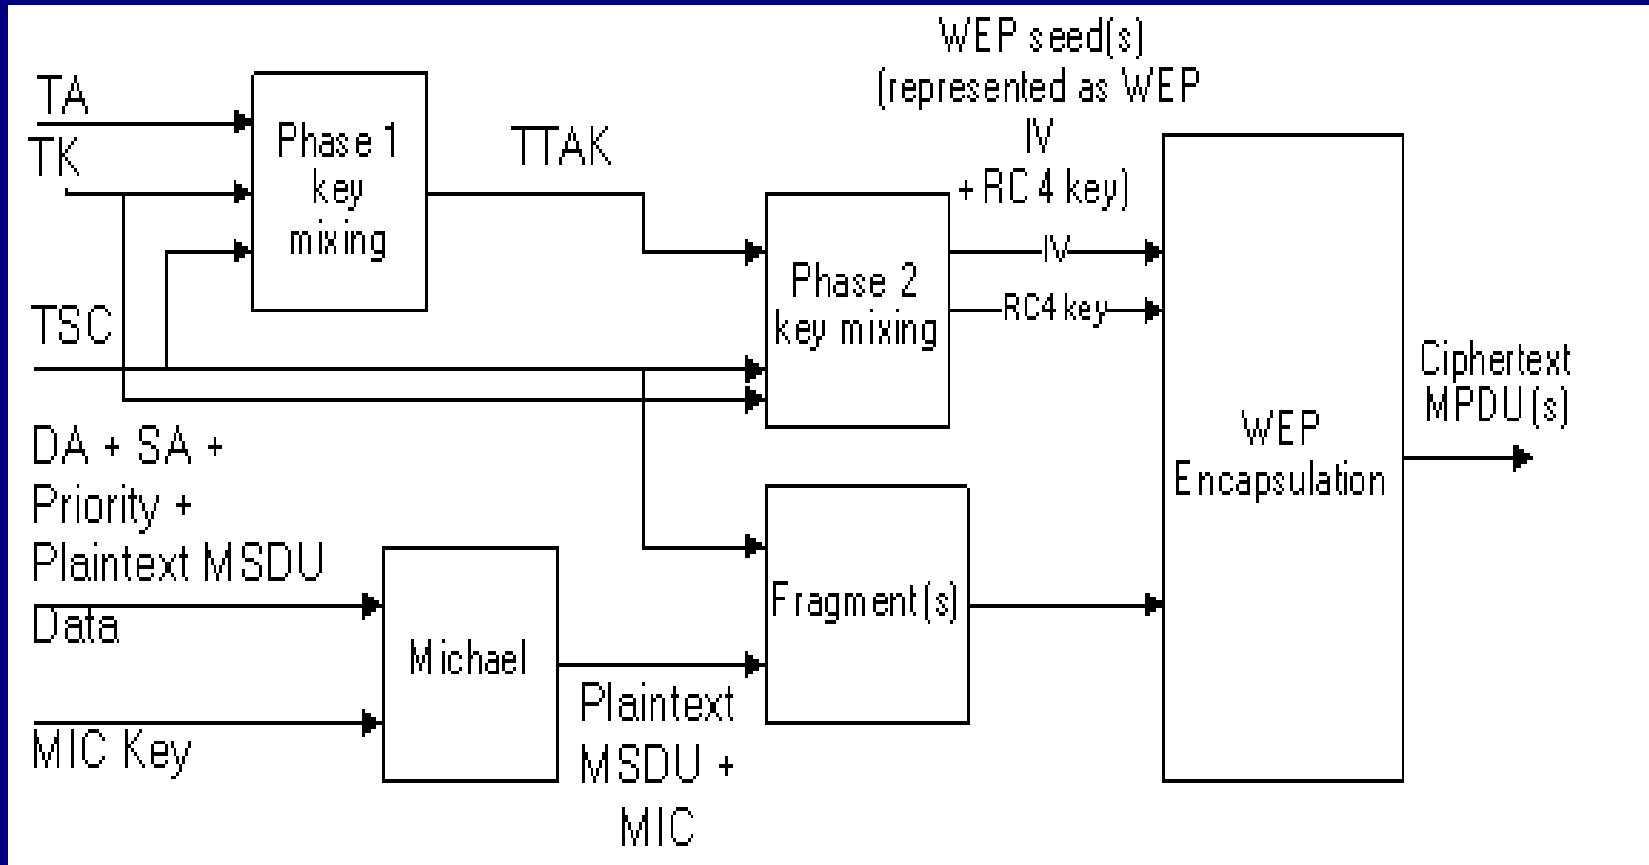 WEP seed(s)
(represented as WEP
IV
+ RC 4 key)
TA
TK
Phase 1
key
mixing
TTAK
IV
RC4 key
Phase 2
key mixing
TSC
Ciphertext
MPDU(s)
WEP
Encapsulation
DA + SA +
Priority +
Plaintext MSDU
Data
Michael
Fragment(s)
MIC Key
Plaintext
MSDU +
MIC